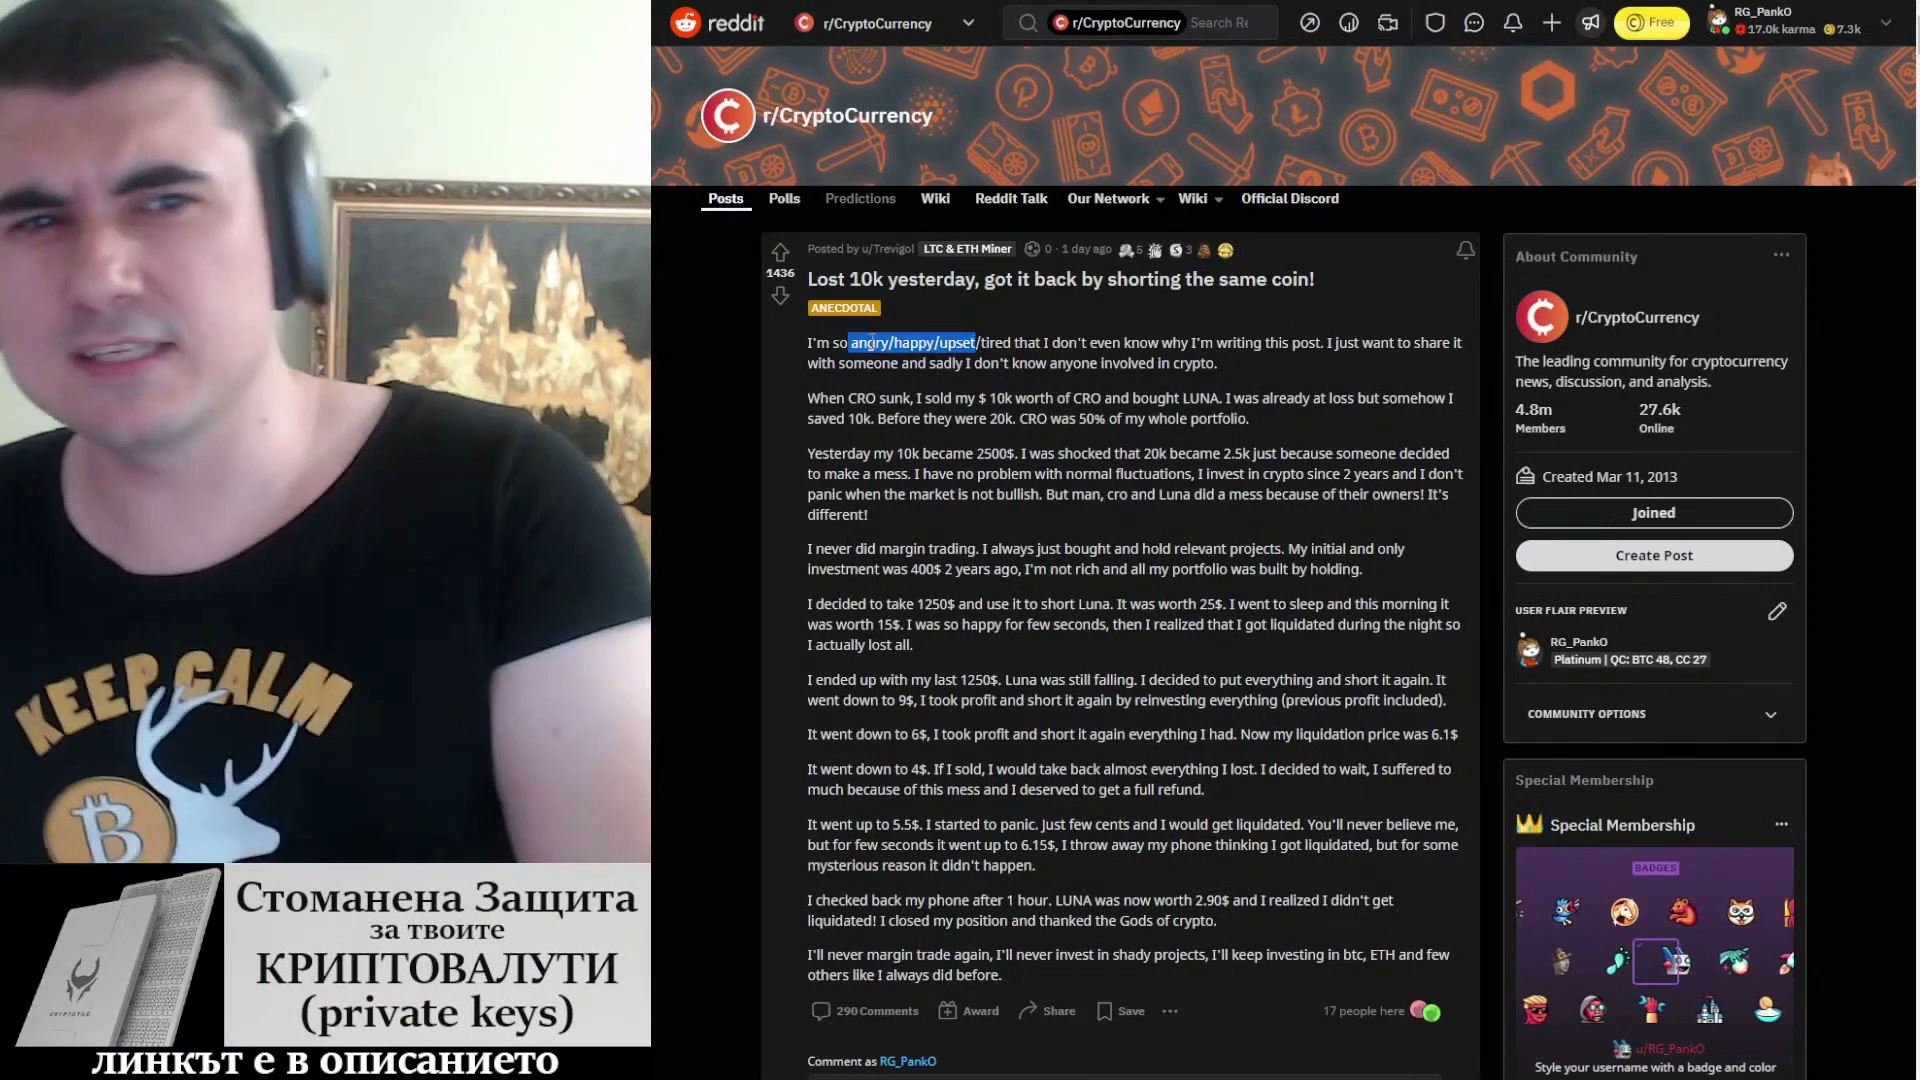 reddit
r/CryptoCurrency
r/CryptoCurrency
Search Re
Free
RG_PankO
17.0k karma
7.3k
r/CryptoCurrency
Posts
Polls
Predictions
Wiki
Reddit Talk
Our Network
Wiki
Official Discord
1436
Posted by u/Trevigol LTC & ETH Miner 0 · 1 day ago 5 3
Lost 10k yesterday, got it back by shorting the same coin!
ANECDOTAL
I'm so angry/happy/upset/tired that I don't even know why I'm writing this post. I just want to share it
with someone and sadly I don't know anyone involved in crypto.
When CRO sunk, I sold my $ 10k worth of CRO and bought LUNA. I was already at loss but somehow I
saved 10k. Before they were 20k. CRO was 50% of my whole portfolio.
Yesterday my 10k became 2500$. I was shocked that 20k became 2.5k just because someone decided
to make a mess. I have no problem with normal fluctuations, I invest in crypto since 2 years and I don't
panic when the market is not bullish. But man, cro and Luna did a mess because of their owners! It's
different!
I never did margin trading. I always just bought and hold relevant projects. My initial and only
investment was 400$ 2 years ago, I'm not rich and all my portfolio was built by holding.
I decided to take 1250$ and use it to short Luna. It was worth 25$. I went to sleep and this morning it
was worth 15$. I was so happy for few seconds, then I realized that I got liquidated during the night so
I actually lost all.
I ended up with my last 1250$. Luna was still falling. I decided to put everything and short it again. It
went down to 9$, I took profit and short it again by reinvesting everything (previous profit included).
It went down to 6$, I took profit and short it again everything I had. Now my liquidation price was 6.1$
It went down to 4$. If I sold, I would take back almost everything I lost. I decided to wait, I suffered to
much because of this mess and I deserved to get a full refund.
It went up to 5.5$. I started to panic. Just few cents and I would get liquidated. You'll never believe me,
but for few seconds it went up to 6.15$, I throw away my phone thinking I got liquidated, but for some
mysterious reason it didn't happen.
I checked back my phone after 1 hour. LUNA was now worth 2.90$ and I realized I didn't get
liquidated! I closed my position and thanked the Gods of crypto.
I'll never margin trade again, I'll never invest in shady projects, I'll keep investing in btc, ETH and few
others like I always did before.
290 Comments
Award
Share
Save
17 people here
Comment as RG_PankO
About Community
r/CryptoCurrency
The leading community for cryptocurrency
news, discussion, and analysis.
4.8m
27.6k
Members
Online
Created Mar 11, 2013
Joined
Create Post
USER FLAIR PREVIEW
RG_PankO
Platinum | QC: BTC 48, CC 27
COMMUNITY OPTIONS
Special Membership
Special Membership
BADGES
u/RG_PankO
Style your username with a badge and color
KEEP CALM
Стоманена Защита
за твоите
КРИПТОВАЛУТИ
(private keys)
CRYPTOTAG
линкът е в описанието